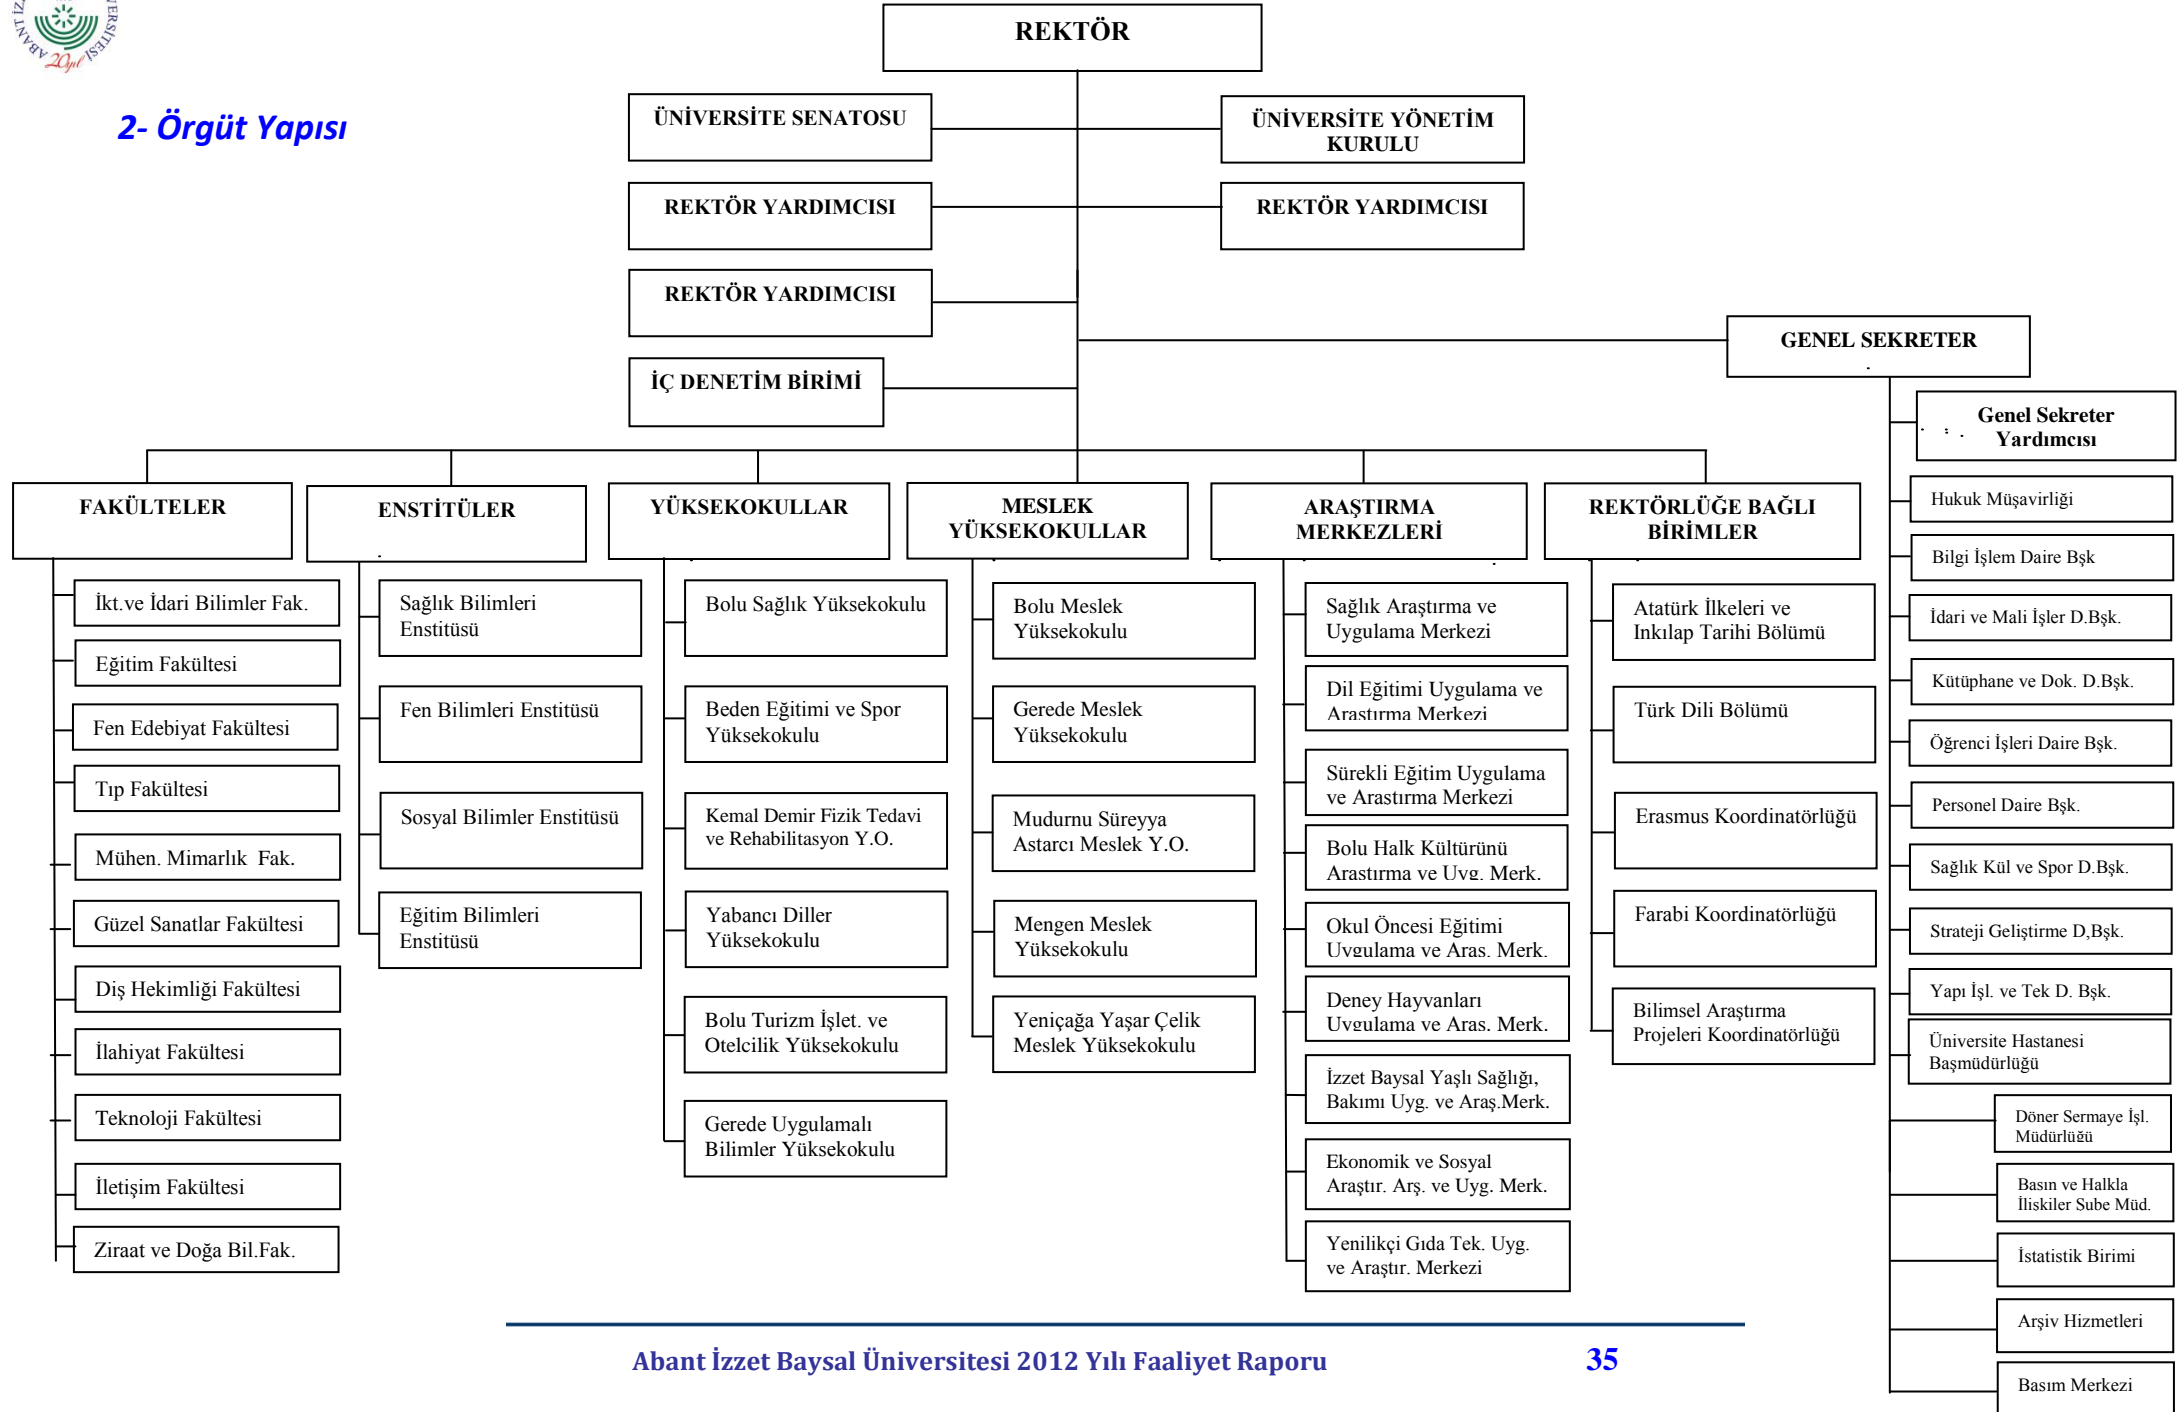 ABANT İZ
ERSİTESİ
20.yıl
REKTÖR
2- Örgüt Yapısı
ÜNİVERSİTE SENATOSU
ÜNİVERSİTE YÖNETİM
KURULU
REKTÖR YARDIMCISI
REKTÖR YARDIMCISI
REKTÖR YARDIMCISI
GENEL SEKRETER
İÇ DENETİM BİRİMİ
Genel Sekreter
Yardımcısı
FAKÜLTELER
İkt.ve İdari Bilimler Fak.
Eğitim Fakültesi
Fen Edebiyat Fakültesi
Tıp Fakültesi
Mühen. Mimarlık Fak.
Güzel Sanatlar Fakültesi
Diş Hekimliği Fakültesi
İlahiyat Fakültesi
Teknoloji Fakültesi
İletişim Fakültesi
Ziraat ve Doğa Bil.Fak.
ENSTİTÜLER
Sağlık Bilimleri
Enstitüsü
Fen Bilimleri Enstitüsü
Sosyal Bilimler Enstitüsü
Eğitim Bilimleri
Enstitüsü
YÜKSEKOKULLAR
Bolu Sağlık Yüksekokulu
Beden Eğitimi ve Spor
Yüksekokulu
Kemal Demir Fizik Tedavi
ve Rehabilitasyon Y.O.
Yabancı Diller
Yüksekokulu
Bolu Turizm İşlet. ve
Otelcilik Yüksekokulu
Gerede Uygulamalı
Bilimler Yüksekokulu
MESLEK
YÜKSEKOKULLAR
Bolu Meslek
Yüksekokulu
Gerede Meslek
Yüksekokulu
Mudurnu Süreyya
Astarcı Meslek Y.O.
Mengen Meslek
Yüksekokulu
Yeniçağa Yaşar Çelik
Meslek Yüksekokulu
ARAŞTIRMA
MERKEZLERİ
Sağlık Araştırma ve
Uygulama Merkezi
Dil Eğitimi Uygulama ve
Araştırma Merkezi
Sürekli Eğitim Uygulama
ve Araştırma Merkezi
Bolu Halk Kültürünü
Araştırma ve Uyg. Merk.
Okul Öncesi Eğitimi
Uygulama ve Araş. Merk.
Deney Hayvanları
Uygulama ve Araş. Merk.
İzzet Baysal Yaşlı Sağlığı,
Bakımı Uyg. ve Araş.Merk.
Ekonomik ve Sosyal
Araştır. Arş. ve Uyg. Merk.
Yenilikçi Gıda Tek. Uyg.
ve Araştır. Merkezi
REKTÖRLÜĞE BAĞLI
BİRİMLER
Atatürk İlkeleri ve
Inkılap Tarihi Bölümü
Türk Dili Bölümü
Erasmus Koordinatörlüğü
Farabi Koordinatörlüğü
Bilimsel Araştırma
Projeleri Koordinatörlüğü
Hukuk Müşavirliği
Bilgi İşlem Daire Bşk
İdari ve Mali İşler D.Bşk.
Kütüphane ve Dok. D.Bşk.
Öğrenci İşleri Daire Bşk.
Personel Daire Bşk.
Sağlık Kül ve Spor D.Bşk.
Strateji Geliştirme D,Bşk.
Yapı İşl. ve Tek D. Bşk.
Üniversite Hastanesi
Başmüdürlüğü
Döner Sermaye İşl.
Müdürlüğü
Basın ve Halkla
İlişkiler Şube Müd.
İstatistik Birimi
Arşiv Hizmetleri
Basım Merkezi
Abant İzzet Baysal Üniversitesi 2012 Yılı Faaliyet Raporu 35